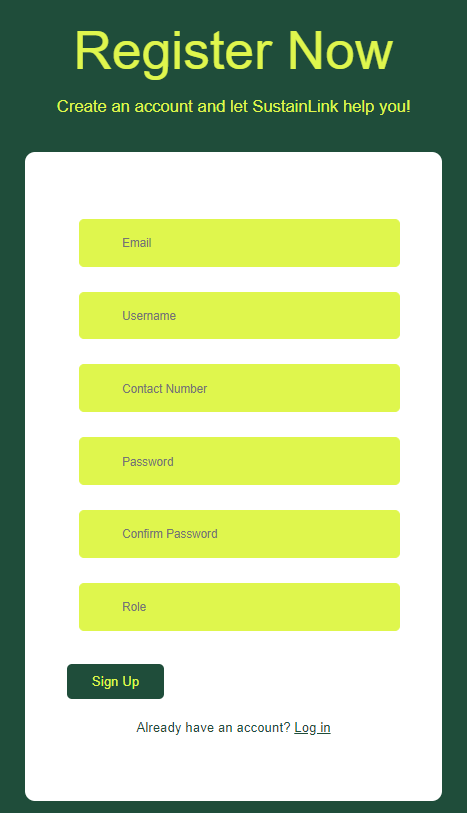 Register Now
Create an account and let SustainLink help you!
Email
Username
Contact Number
Password
Confirm Password
Role
Sign Up
Already have an account? Log in